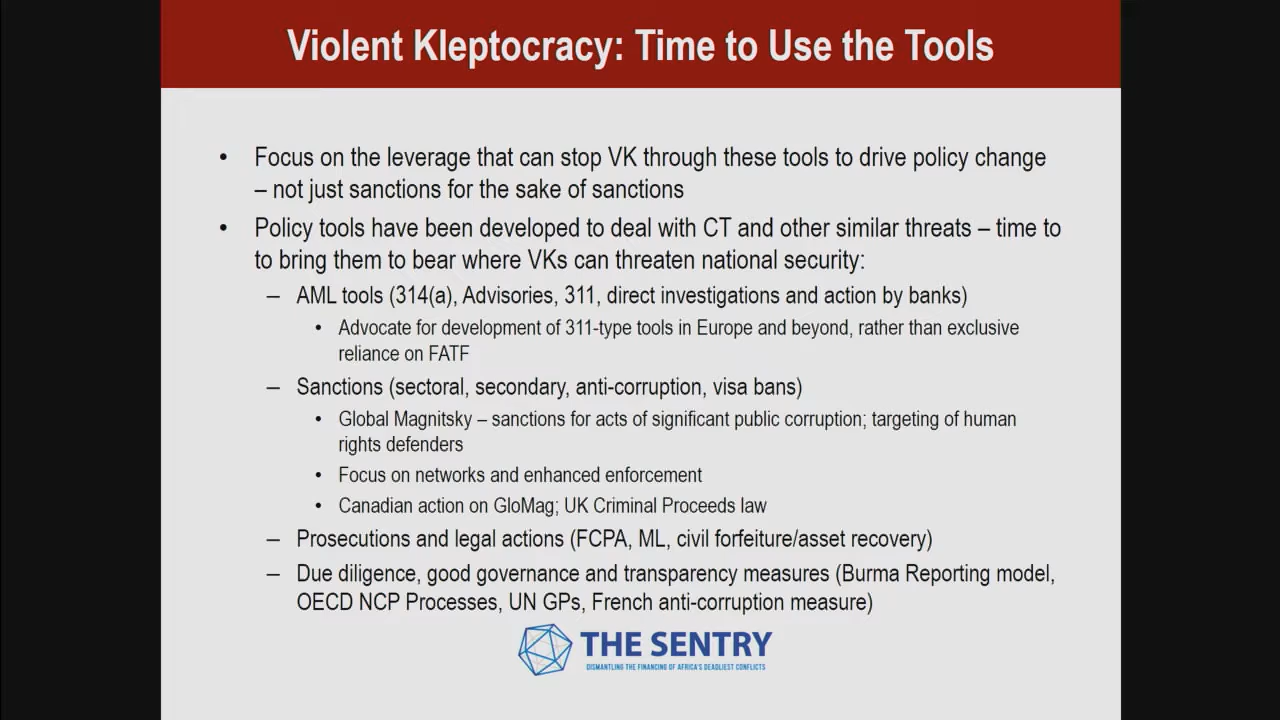 Violent Kleptocracy: Time to Use the Tools
• Focus on the leverage that can stop VK through these tools to drive policy change
– not just sanctions for the sake of sanctions
• Policy tools have been developed to deal with CT and other similar threats – time to
to bring them to bear where VKs can threaten national security:
– AML tools (314(a), Advisories, 311, direct investigations and action by banks)
• Advocate for development of 311-type tools in Europe and beyond, rather than exclusive
reliance on FATF
– Sanctions (sectoral, secondary, anti-corruption, visa bans)
• Global Magnitsky – sanctions for acts of significant public corruption; targeting of human
rights defenders
• Focus on networks and enhanced enforcement
• Canadian action on GloMag; UK Criminal Proceeds law
– Prosecutions and legal actions (FCPA, ML, civil forfeiture/asset recovery)
– Due diligence, good governance and transparency measures (Burma Reporting model,
OECD NCP Processes, UN GPs, French anti-corruption measure)
THE SENTRY
DISMANTLING THE FINANCING OF AFRICA'S DEADLIEST CONFLICTS